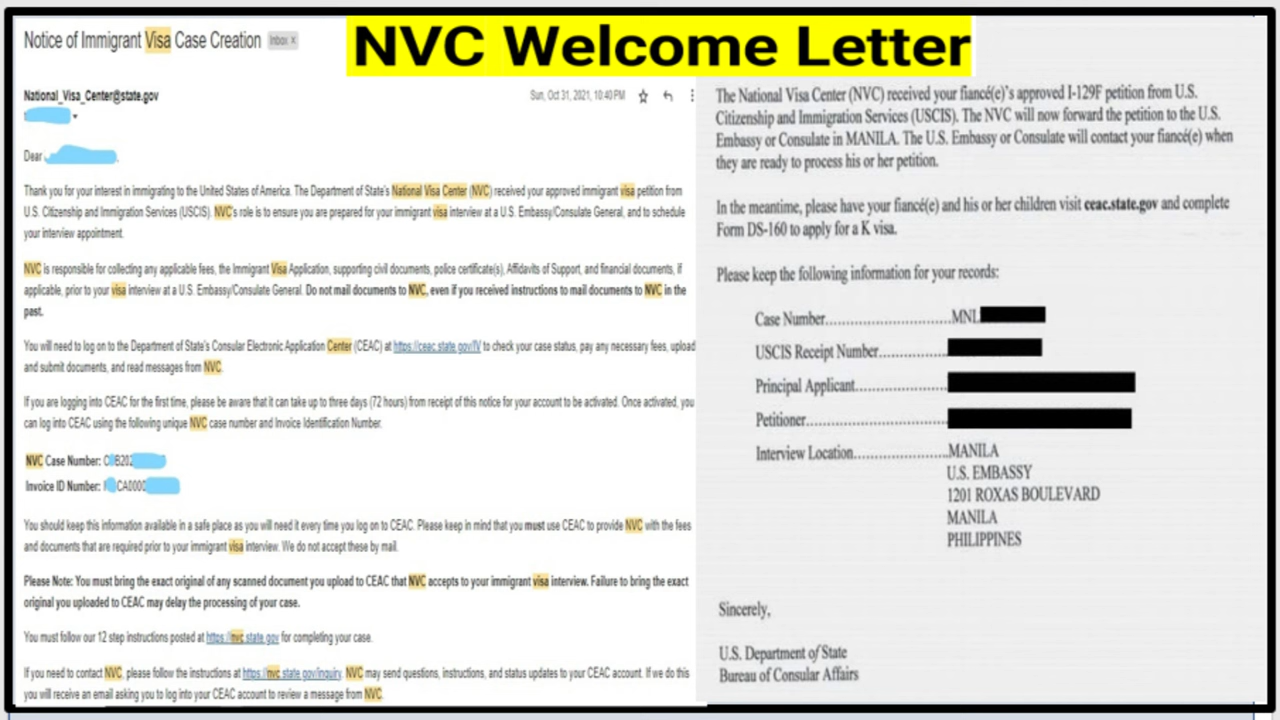 NVC Welcome Letter
Notice of Immigrant Visa Case Creation
Inbox x
National_Visa_Center@state.gov
Sun, Oct 31, 2021, 10:40 PM
Dear
Thank you for your interest in immigrating to the United States of America. The Department of State's National Visa Center (NVC) received your approved immigrant visa petition from
U.S. Citizenship and Immigration Services (USCIS). NVC's role is to ensure you are prepared for your immigrant visa interview at a U.S. Embassy/Consulate General, and to schedule
your interview appointment.
NVC is responsible for collecting any applicable fees, the Immigrant Visa Application, supporting civil documents, police certificate(s), Affidavits of Support, and financial documents, if
applicable, prior to your visa interview at a U.S. Embassy/Consulate General. Do not mail documents to NVC, even if you received instructions to mail documents to NVC in the
past.
You will need to log on to the Department of State's Consular Electronic Application Center (CEAC) at https://ceac.state.gov/IV to check your case status, pay any necessary fees, upload
and submit documents, and read messages from NVC.
If you are logging into CEAC for the first time, please be aware that it can take up to three days (72 hours) from receipt of this notice for your account to be activated. Once activated, you
can log into CEAC using the following unique NVC case number and Invoice Identification Number.
NVC Case Number: C B202
Invoice ID Number: CA0000
You should keep this information available in a safe place as you will need it every time you log on to CEAC. Please keep in mind that you must use CEAC to provide NVC with the fees
and documents that are required prior to your immigrant visa interview. We do not accept these by mail.
Please Note: You must bring the exact original of any scanned document you upload to CEAC that NVC accepts to your immigrant visa interview. Failure to bring the exact
original you uploaded to CEAC may delay the processing of your case.
You must follow our 12 step instructions posted at https://nvc.state.gov for completing your case.
If you need to contact NVC, please follow the instructions at https://nvc.state.gov/inquiry. NVC may send questions, instructions, and status updates to your CEAC account. If we do this
you will receive an email asking you to log into your CEAC account to review a message from NVC.
The National Visa Center (NVC) received your fiancé(e)'s approved I-129F petition from U.S.
Citizenship and Immigration Services (USCIS). The NVC will now forward the petition to the U.S.
Embassy or Consulate in MANILA. The U.S. Embassy or Consulate will contact your fiancé(e) when
they are ready to process his or her petition.
In the meantime, please have your fiancé(e) and his or her children visit ceac.state.gov and complete
Form DS-160 to apply for a K visa.
Please keep the following information for your records:
Case Number..............................MNL
USCIS Receipt Number................
Principal Applicant......................
Petitioner.................................
Interview Location.......................MANILA
U.S. EMBASSY
1201 ROXAS BOULEVARD
MANILA
PHILIPPINES
Sincerely,
U.S. Department of State
Bureau of Consular Affairs